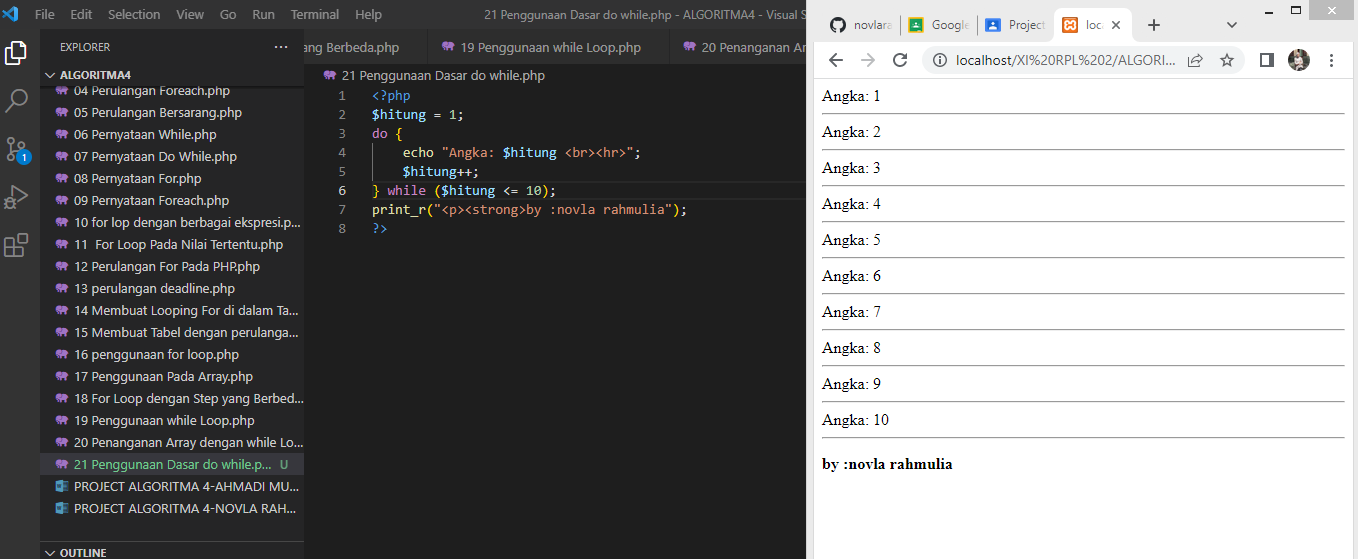 File Edit Selection View Go Run Terminal Help
21 Penggunaan Dasar do while.php - ALGORITMA4 - Visual S
EXPLORER ...
ALGORITMA4
04 Perulangan Foreach.php
05 Perulangan Bersarang.php
06 Pernyataan While.php
07 Pernyataan Do While.php
08 Pernyataan For.php
09 Pernyataan Foreach.php
10 for lop dengan berbagai ekspresi.p...
11 For Loop Pada Nilai Tertentu.php
12 Perulangan For Pada PHP.php
13 perulangan deadline.php
14 Membuat Looping For di dalam Ta...
15 Membuat Tabel dengan perulanga...
16 penggunaan for loop.php
17 Penggunaan Pada Array.php
18 For Loop dengan Step yang Berbed...
19 Penggunaan while Loop.php
20 Penanganan Array dengan while Lo...
21 Penggunaan Dasar do while.p... U
PROJECT ALGORITMA 4-AHMADI MU...
PROJECT ALGORITMA 4-NOVLA RAH...
OUTLINE
1
ang Berbeda.php
19 Penggunaan while Loop.php
20 Penanganan Ar
21 Penggunaan Dasar do while.php
1 <?php
2 $hitung = 1;
3 do {
4 echo "Angka: $hitung <br><hr>";
5 $hitung++;
6 } while ($hitung <= 10);
7 print_r("<p><strong>by :novla rahmulia");
8 ?>
novlara
Google
Project
loca
localhost/XI%20RPL%202/ALGORI...
Angka: 1
Angka: 2
Angka: 3
Angka: 4
Angka: 5
Angka: 6
Angka: 7
Angka: 8
Angka: 9
Angka: 10
by :novla rahmulia